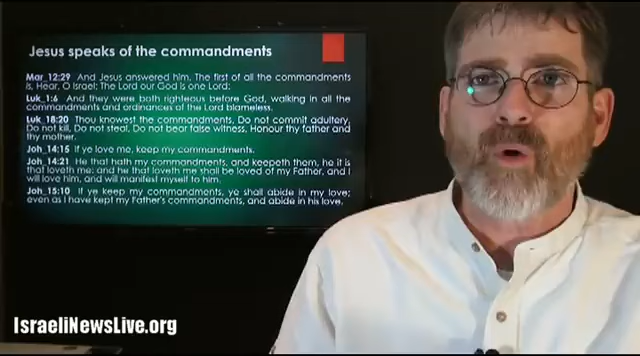 Jesus speaks of the commandments
Mar_12:29 And Jesus answered him, The first of all the commandments
is, Hear, O Israel; The Lord our God is one Lord:
Luk_1:6 And they were both righteous before God, walking in all the
commandments and ordinances of the Lord blameless.
Luk_18:20 Thou knowest the commandments, Do not commit adultery,
Do not kill, Do not steal, Do not bear false witness, Honour thy father and
thy mother.
Joh_14:15 If ye love me, keep my commandments.
Joh_14:21 He that hath my commandments, and keepeth them, he it is
that loveth me: and he that loveth me shall be loved of my Father, and I
will love him, and will manifest myself to him.
Joh_15:10 If ye keep my commandments, ye shall abide in my love;
even as I have kept my Father's commandments, and abide in his love.
IsraeliNewsLive.org